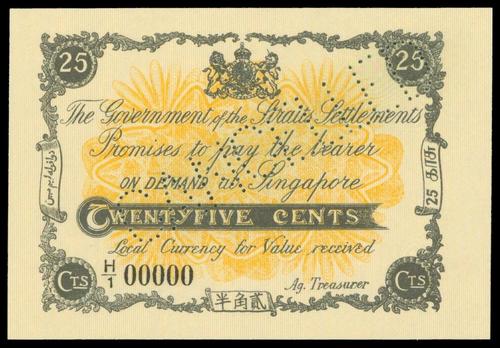 25 25
The Government of the Straits Settlements
Promises to pay the bearer
ON DEMAND at Singapore
25 காசு
TWENTYFIVE CENTS
Local Currency for Value received
H/1 00000
Ag. Treasurer
CTS CTS
半角貳